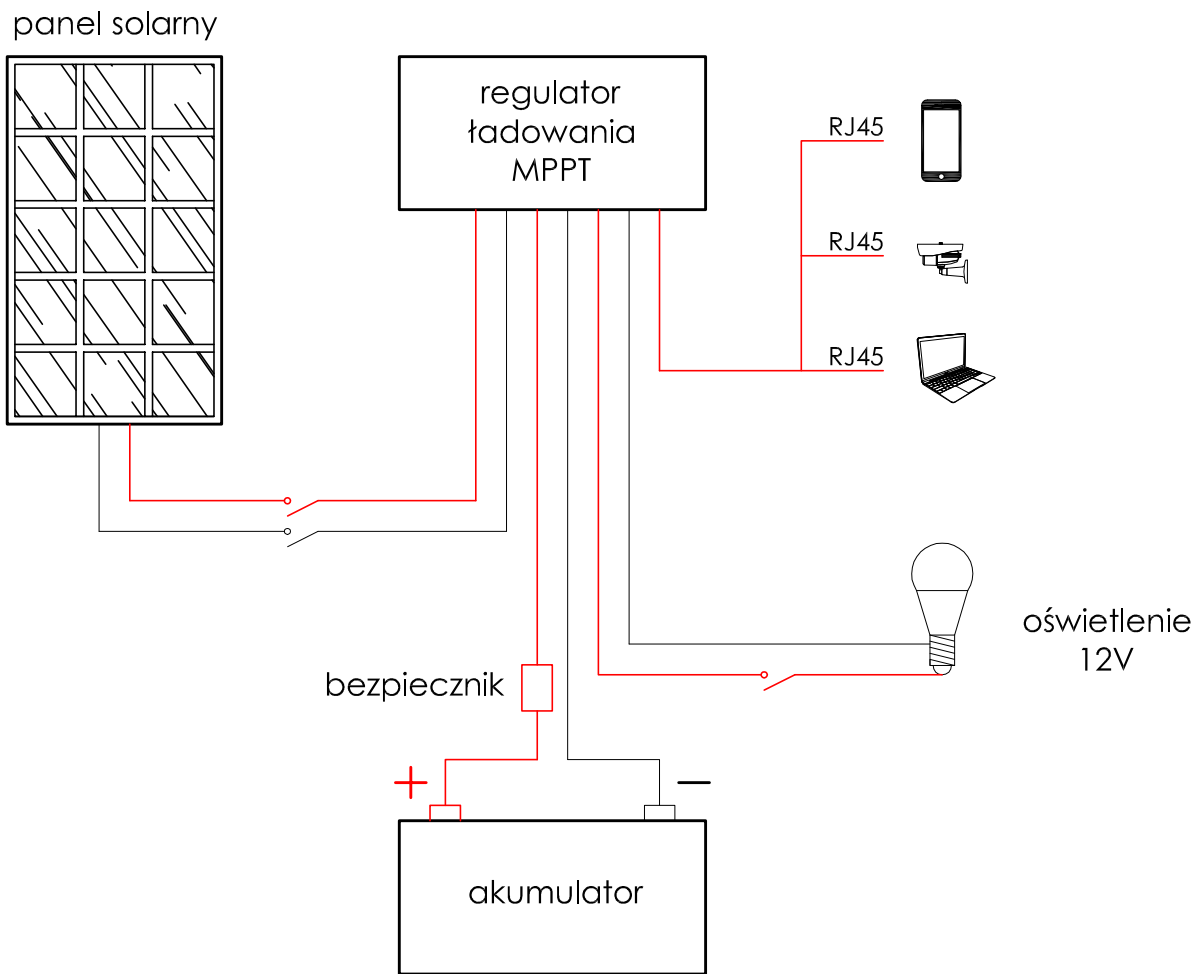 panel solarny
regulator
ładowania
MPPT
RJ45
RJ45
RJ45
oświetlenie
12V
bezpiecznik
+ −
akumulator